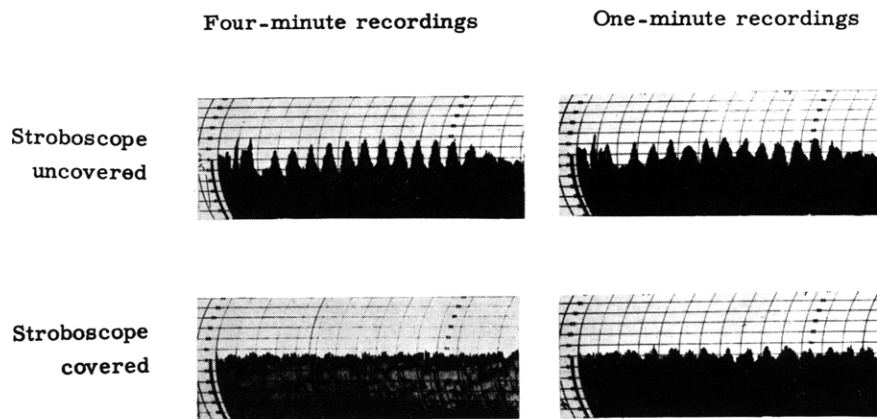 Four-minute recordings
One-minute recordings
Stroboscope
uncovered
Stroboscope
covered